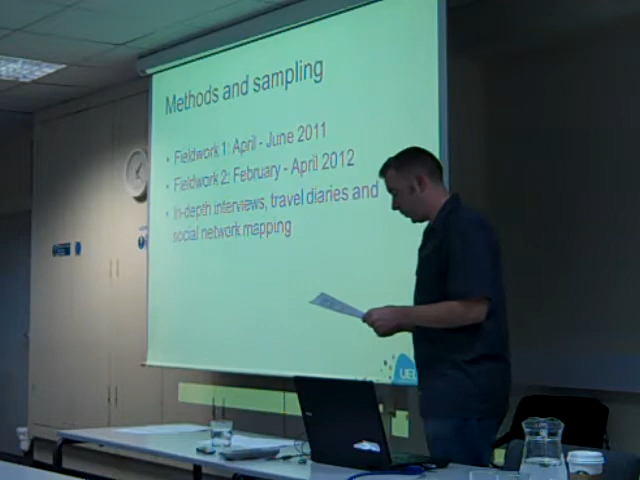 Methods and sampling
• Fieldwork 1: April - June 2011
• Fieldwork 2: February - April 2012
• In-depth interviews, travel diaries and
social network mapping